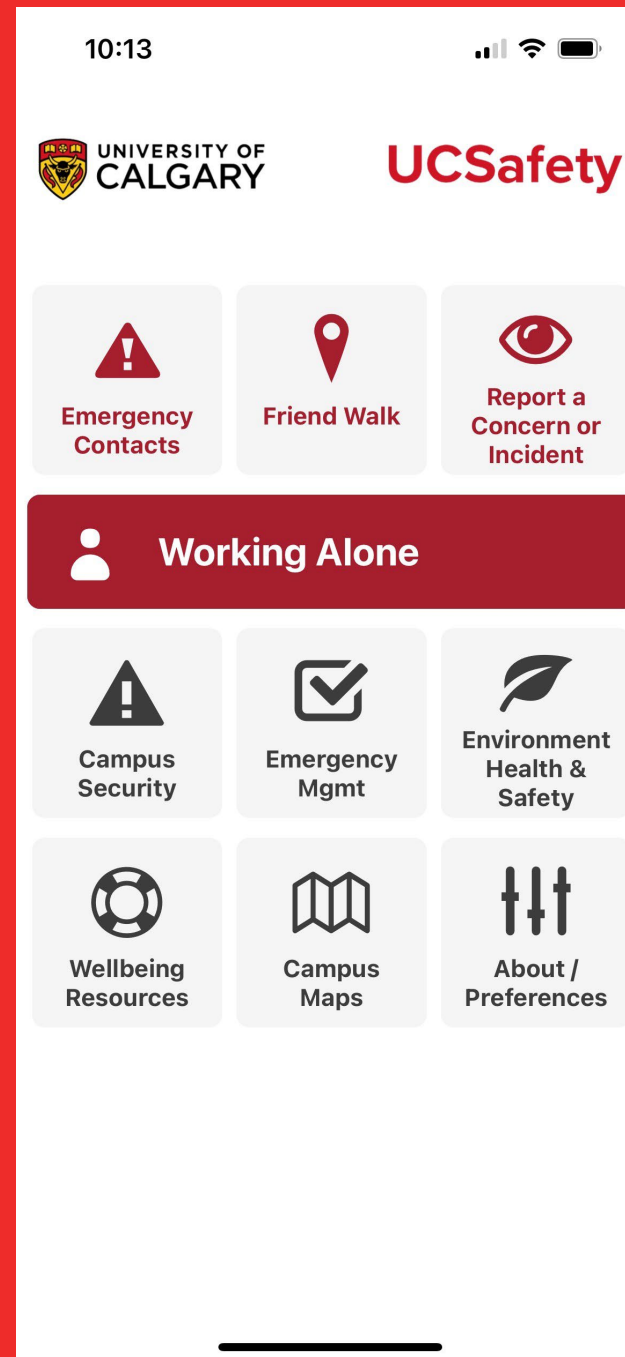 10:13
UNIVERSITY OF
CALGARY
UCSafety
Emergency
Contacts
Friend Walk
Report a
Concern or
Incident
Working Alone
Campus
Security
Emergency
Mgmt
Environment
Health &
Safety
Wellbeing
Resources
Campus
Maps
About /
Preferences